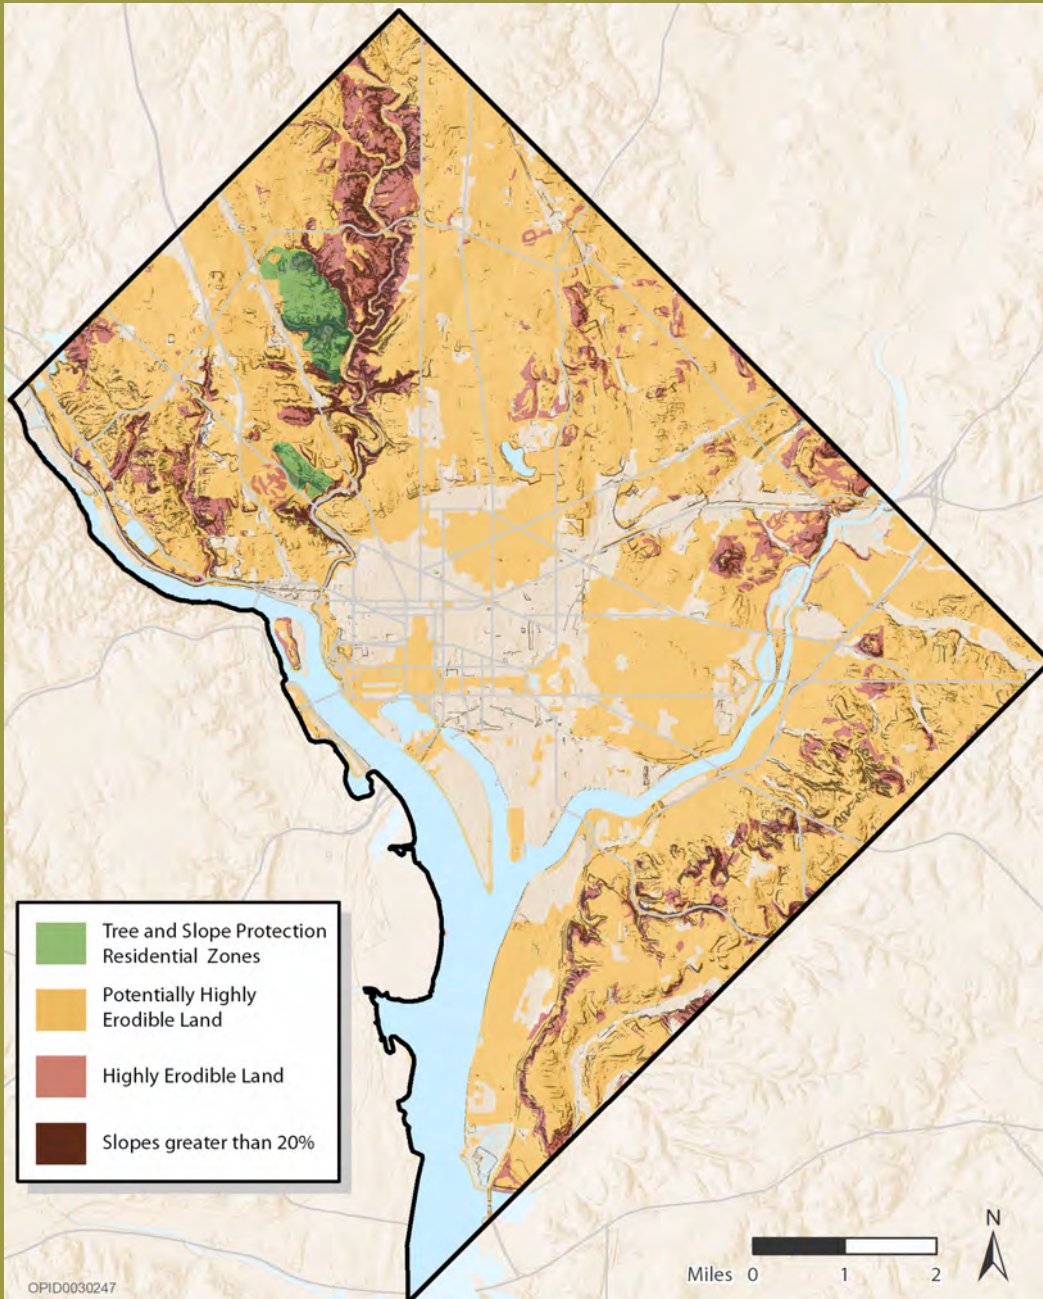 Tree and Slope Protection
Residential Zones
Potentially Highly
Erodible Land
Highly Erodible Land
Slopes greater than 20%
N
Miles 0 1 2
OPID0030247